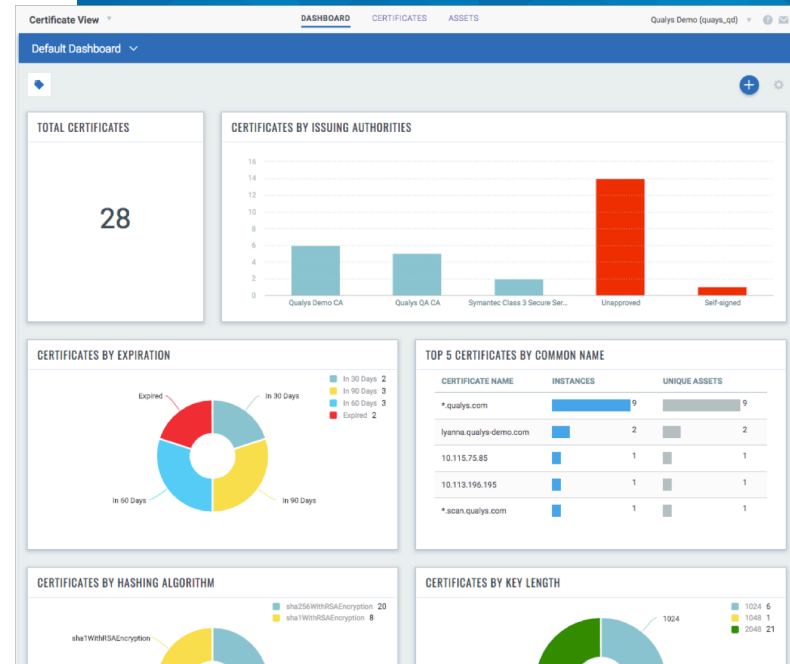 Certificate View
DASHBOARD CERTIFICATES ASSETS
Qualys Demo (quays_qd)
Default Dashboard
TOTAL CERTIFICATES
28
CERTIFICATES BY ISSUING AUTHORITIES
16
14
12
10
8
6
4
2
0
Qualys Demo CA Qualys QA CA Symantec Class 3 Secure Ser... Unapproved Self-signed
CERTIFICATES BY EXPIRATION
In 30 Days 2
In 90 Days 3
In 60 Days 3
Expired 2
Expired
In 30 Days
In 60 Days
In 90 Days
TOP 5 CERTIFICATES BY COMMON NAME
CERTIFICATE NAME INSTANCES UNIQUE ASSETS
*.qualys.com 9 9
lyanna.qualys-demo.com 2 2
10.115.75.85 1 1
10.113.196.195 1 1
*.scan.qualys.com 1 1
CERTIFICATES BY HASHING ALGORITHM
sha256WithRSAEncryption 20
sha1WithRSAEncryption 8
sha1WithRSAEncryption
CERTIFICATES BY KEY LENGTH
1024
1024 6
1048 1
2048 21